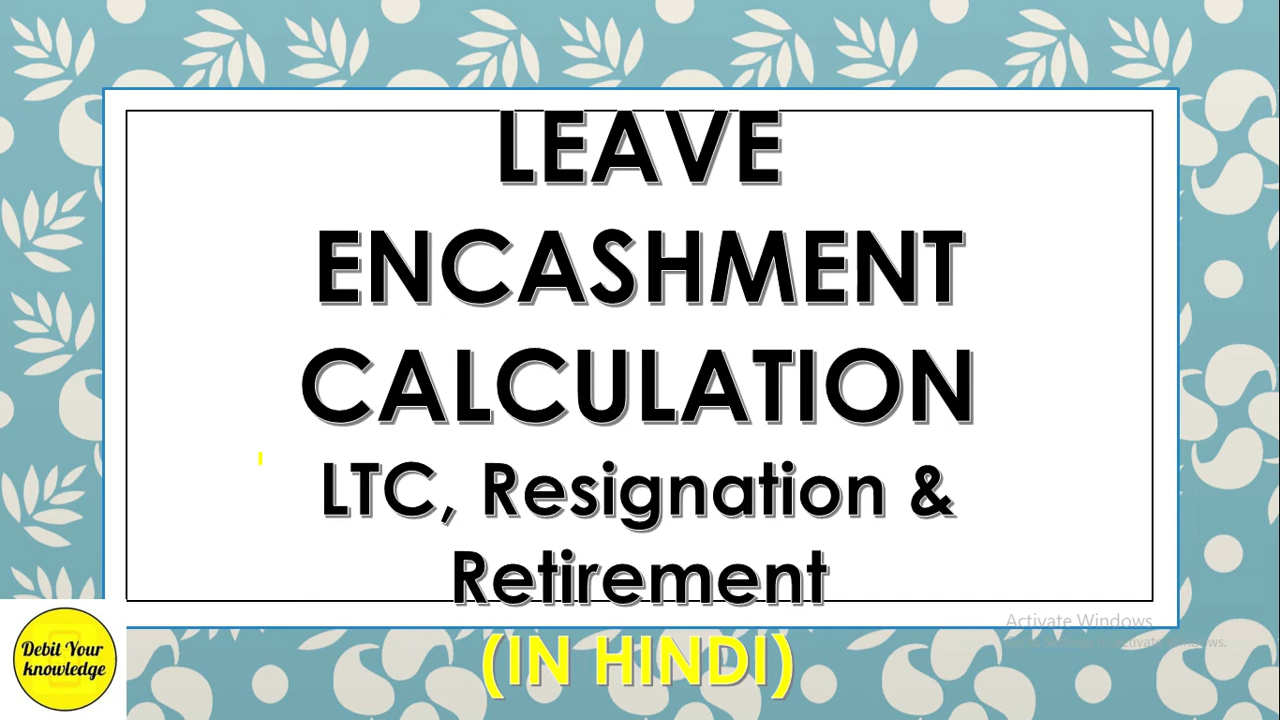 LEAVE
ENCASHMENT
CALCULATION
LTC, Resignation &
Retirement
(IN HINDI)
Debit Your
knowledge
Activate Windows